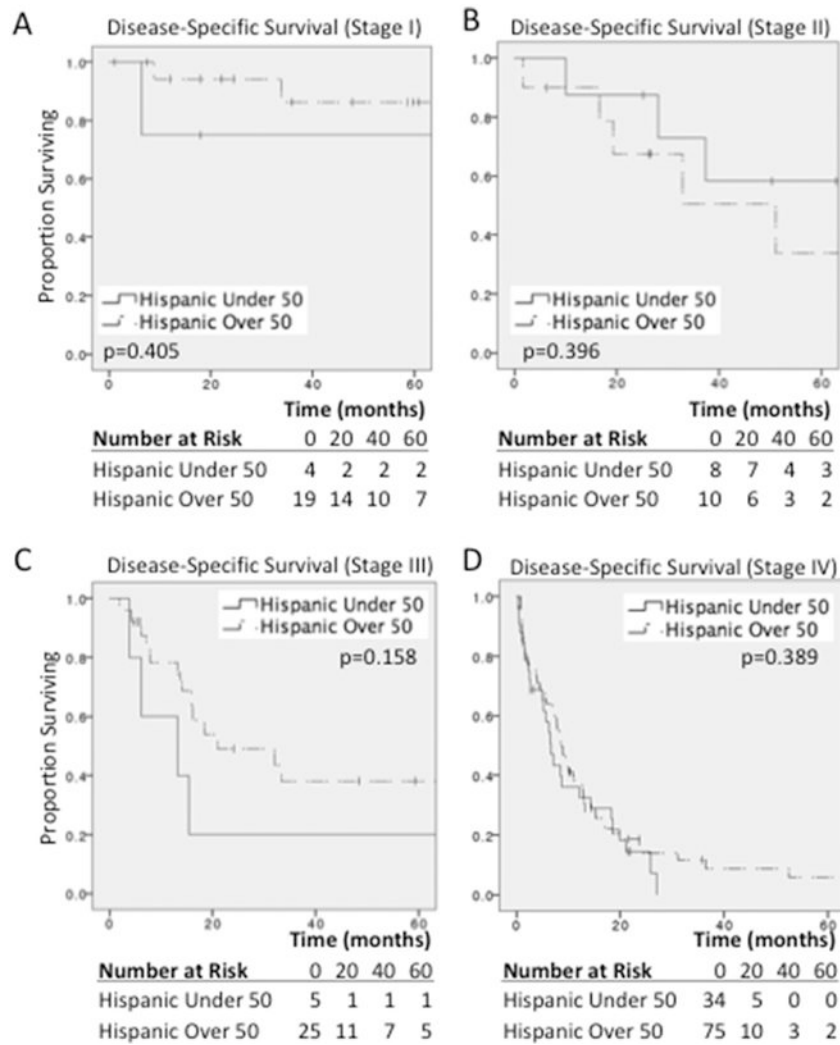 A
Disease-Specific Survival (Stage I)
Proportion Surviving
1.0
0.8
0.6
0.4
0.2
0.0
Hispanic Under 50
Hispanic Over 50
p=0.405
0 20 40 60
Time (months)
Number at Risk 0 20 40 60
Hispanic Under 50 4 2 2 2
Hispanic Over 50 19 14 10 7
B
Disease-Specific Survival (Stage II)
1.0
0.8
0.6
0.4
0.2
0.0
Hispanic Under 50
Hispanic Over 50
p=0.396
0 20 40 60
Time (months)
Number at Risk 0 20 40 60
Hispanic Under 50 8 7 4 3
Hispanic Over 50 10 6 3 2
C
Disease-Specific Survival (Stage III)
Proportion Surviving
1.0
0.8
0.6
0.4
0.2
0.0
Hispanic Under 50
Hispanic Over 50
p=0.158
0 20 40 60
Time (months)
Number at Risk 0 20 40 60
Hispanic Under 50 5 1 1 1
Hispanic Over 50 25 11 7 5
D
Disease-Specific Survival (Stage IV)
1.0
0.8
0.6
0.4
0.2
0.0
Hispanic Under 50
Hispanic Over 50
p=0.389
0 20 40 60
Time (months)
Number at Risk 0 20 40 60
Hispanic Under 50 34 5 0 0
Hispanic Over 50 75 10 3 2